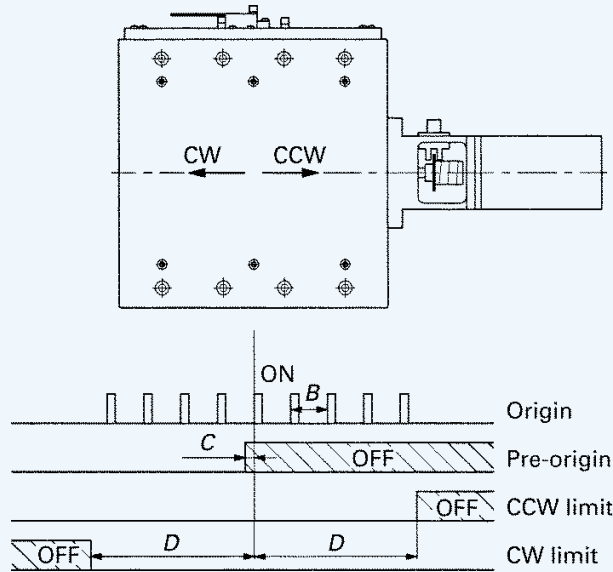 CW CCW
ON
B
Origin
C
OFF Pre-origin
OFF CCW limit
D D
OFF CW limit